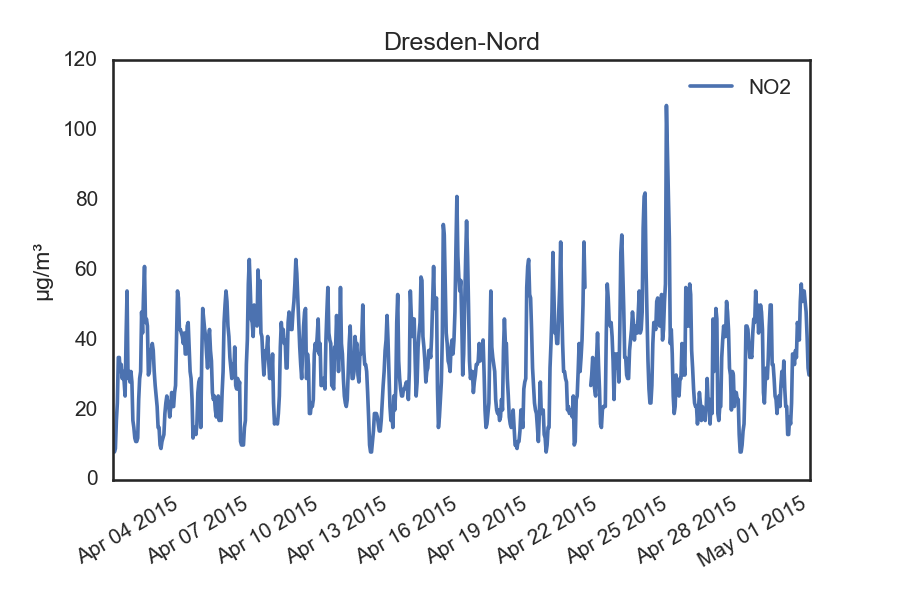 Dresden-Nord
120
100
80
60
40
20
0
µg/m³
NO2
Apr 04 2015
Apr 07 2015
Apr 10 2015
Apr 13 2015
Apr 16 2015
Apr 19 2015
Apr 22 2015
Apr 25 2015
Apr 28 2015
May 01 2015